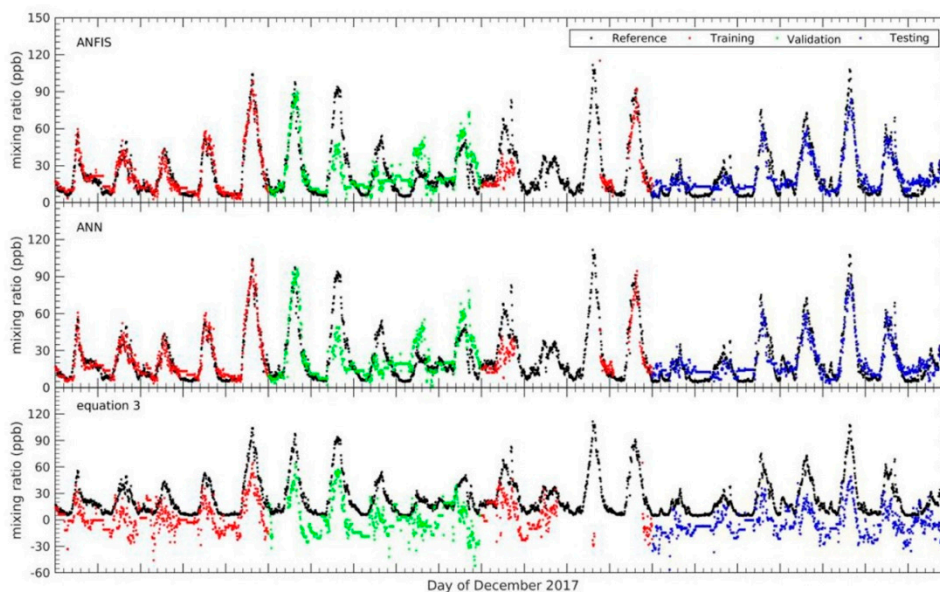 150
ANFIS
Reference Training Validation Testing
120
mixing ratio (ppb)
90
60
30
0
ANN
120
mixing ratio (ppb)
90
60
30
0
equation 3
120
mixing ratio (ppb)
90
60
30
0
-30
-60
Day of December 2017